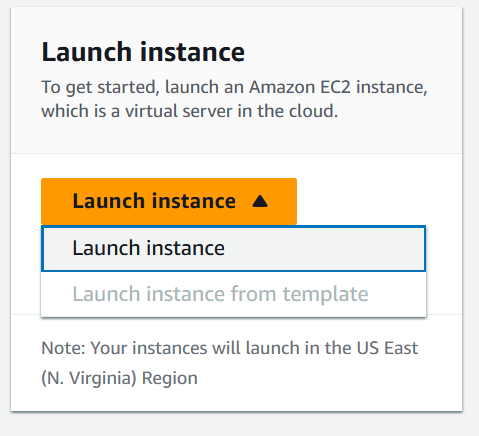 Launch instance
To get started, launch an Amazon EC2 instance,
which is a virtual server in the cloud.
Launch instance
Launch instance
Launch instance from template
Note: Your instances will launch in the US East
(N. Virginia) Region